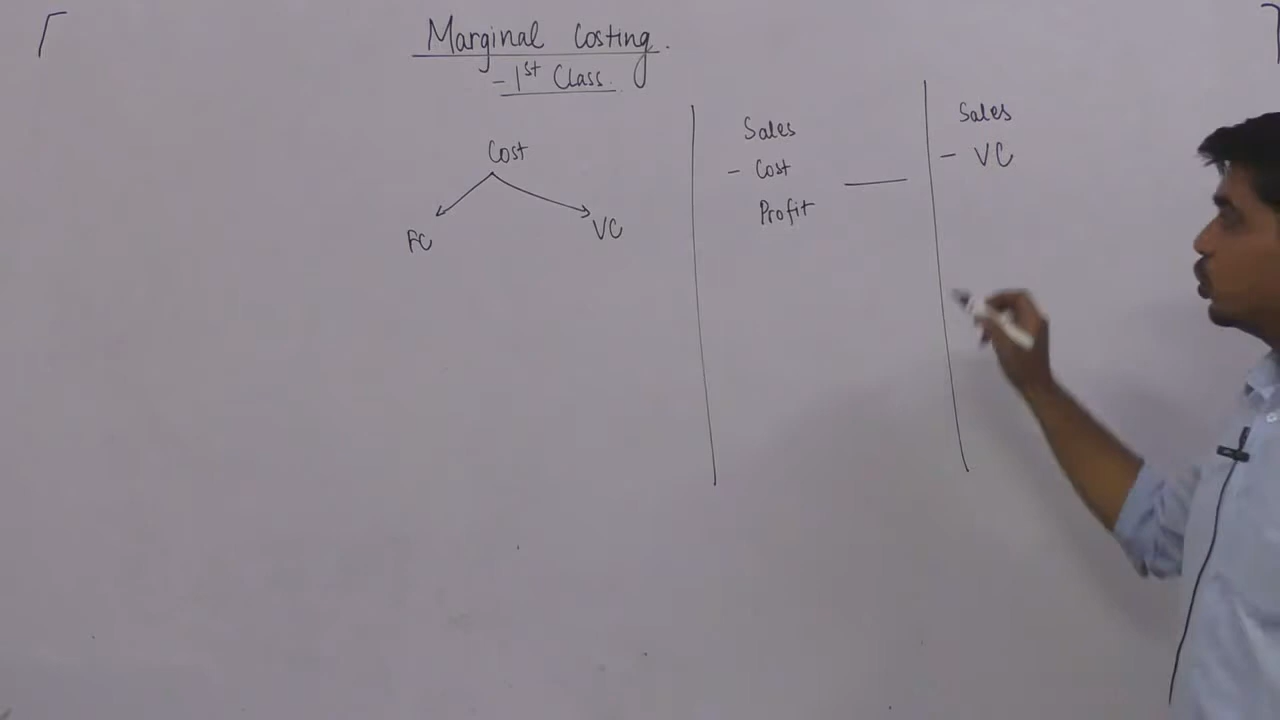 Marginal Costing.
- 1st Class.
Cost
FC
VC
Sales
- Cost
Profit
Sales
- VC